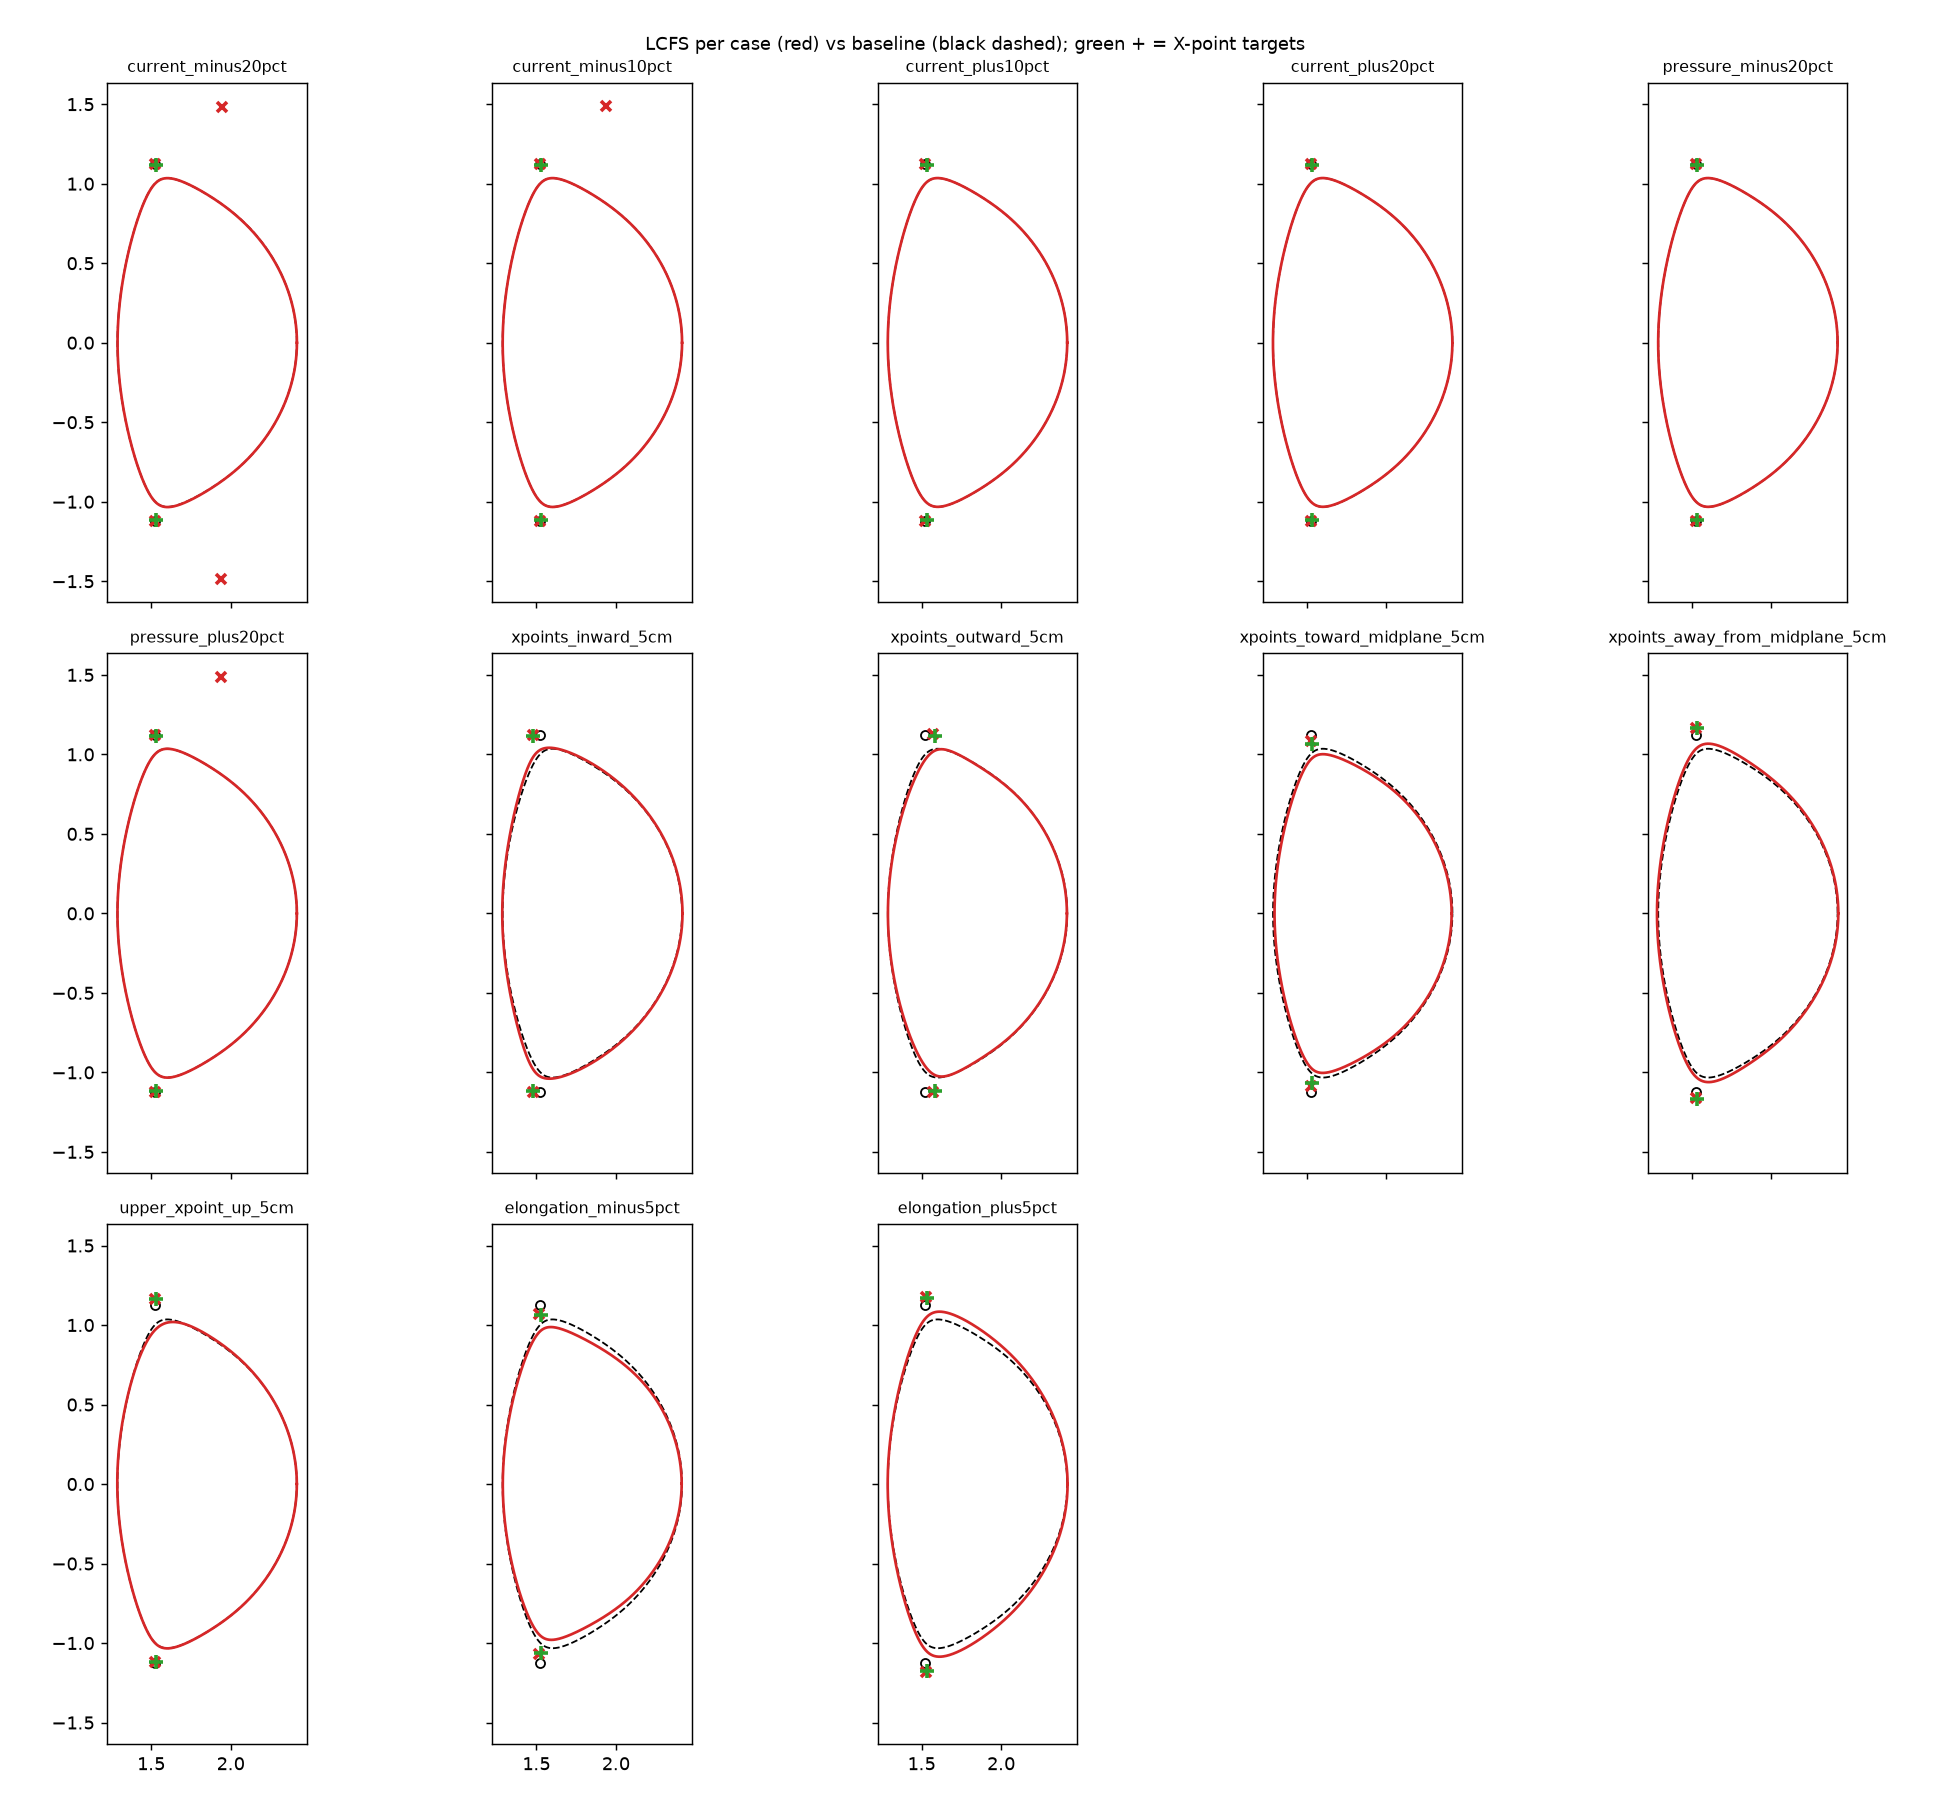 LCFS per case (red) vs baseline (black dashed); green + = X-point targets
current_minus20pct
current_minus10pct
current_plus10pct
current_plus20pct
pressure_minus20pct
1.5
1.0
0.5
0.0
−0.5
−1.0
−1.5
pressure_plus20pct
xpoints_inward_5cm
xpoints_outward_5cm
xpoints_toward_midplane_5cm
xpoints_away_from_midplane_5cm
1.5
1.0
0.5
0.0
−0.5
−1.0
−1.5
upper_xpoint_up_5cm
elongation_minus5pct
elongation_plus5pct
1.5
1.0
0.5
0.0
−0.5
−1.0
−1.5
1.5 2.0
1.5 2.0
1.5 2.0